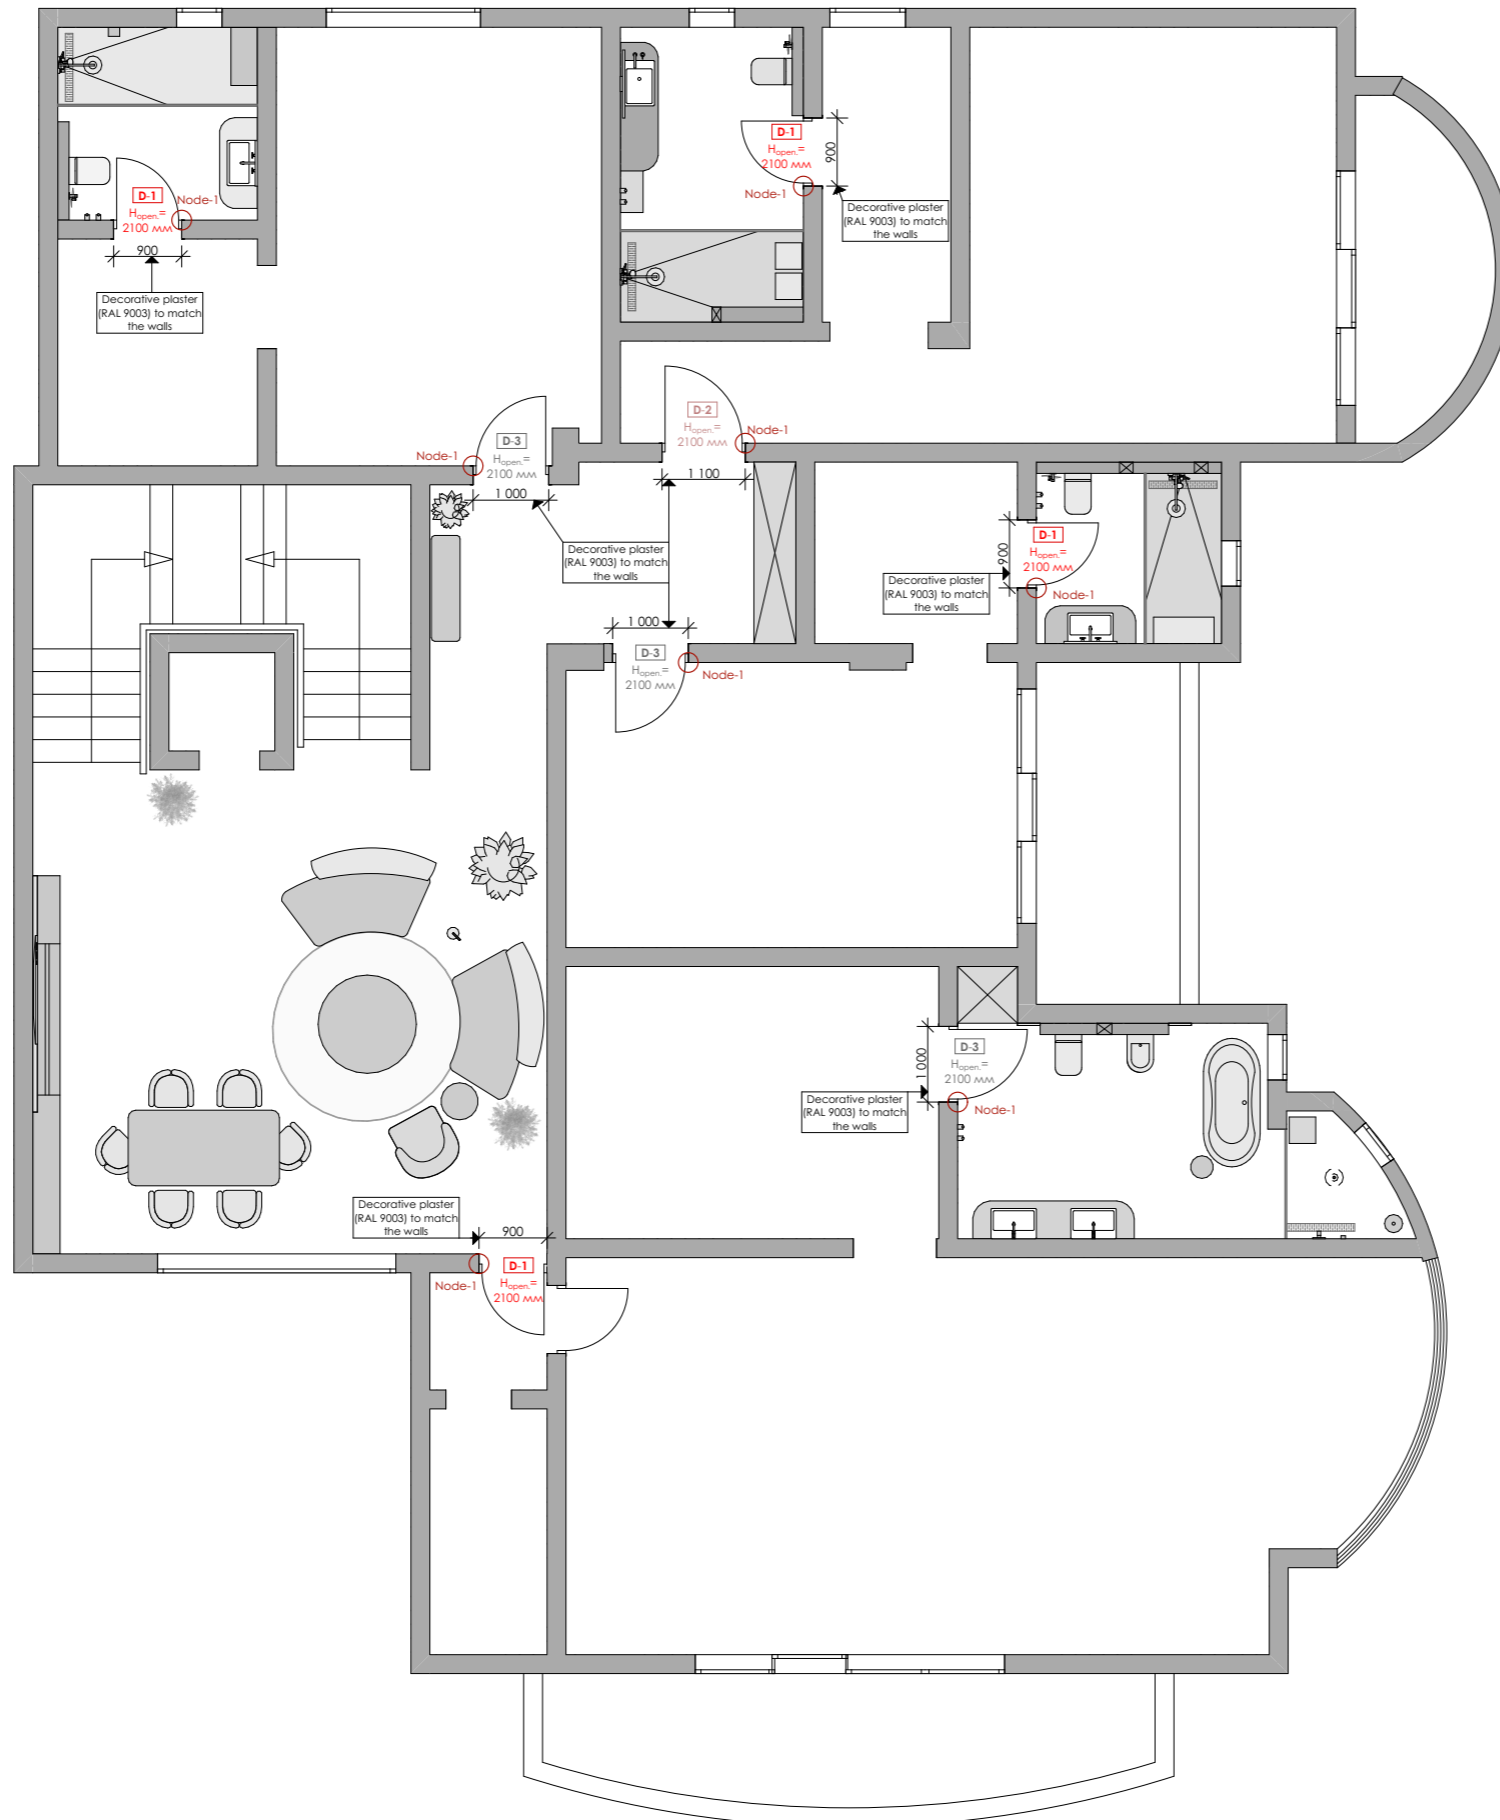 D-1
Hopen.=
2100 мм
Node-1
900
Decorative plaster
(RAL 9003) to match
the walls
D-1
Hopen.=
2100 мм
Node-1
900
Decorative plaster
(RAL 9003) to match
the walls
D-2
Hopen.=
2100 мм
Node-1
1 100
D-3
Hopen.=
2100 мм
Node-1
1 000
Decorative plaster
(RAL 9003) to match
the walls
D-1
Hopen.=
2100 мм
Node-1
900
Decorative plaster
(RAL 9003) to match
the walls
1 000
D-3
Hopen.=
2100 мм
Node-1
1 000
D-3
Hopen.=
2100 мм
Node-1
Decorative plaster
(RAL 9003) to match
the walls
Decorative plaster
(RAL 9003) to match
the walls
900
D-1
Hopen.=
2100 мм
Node-1